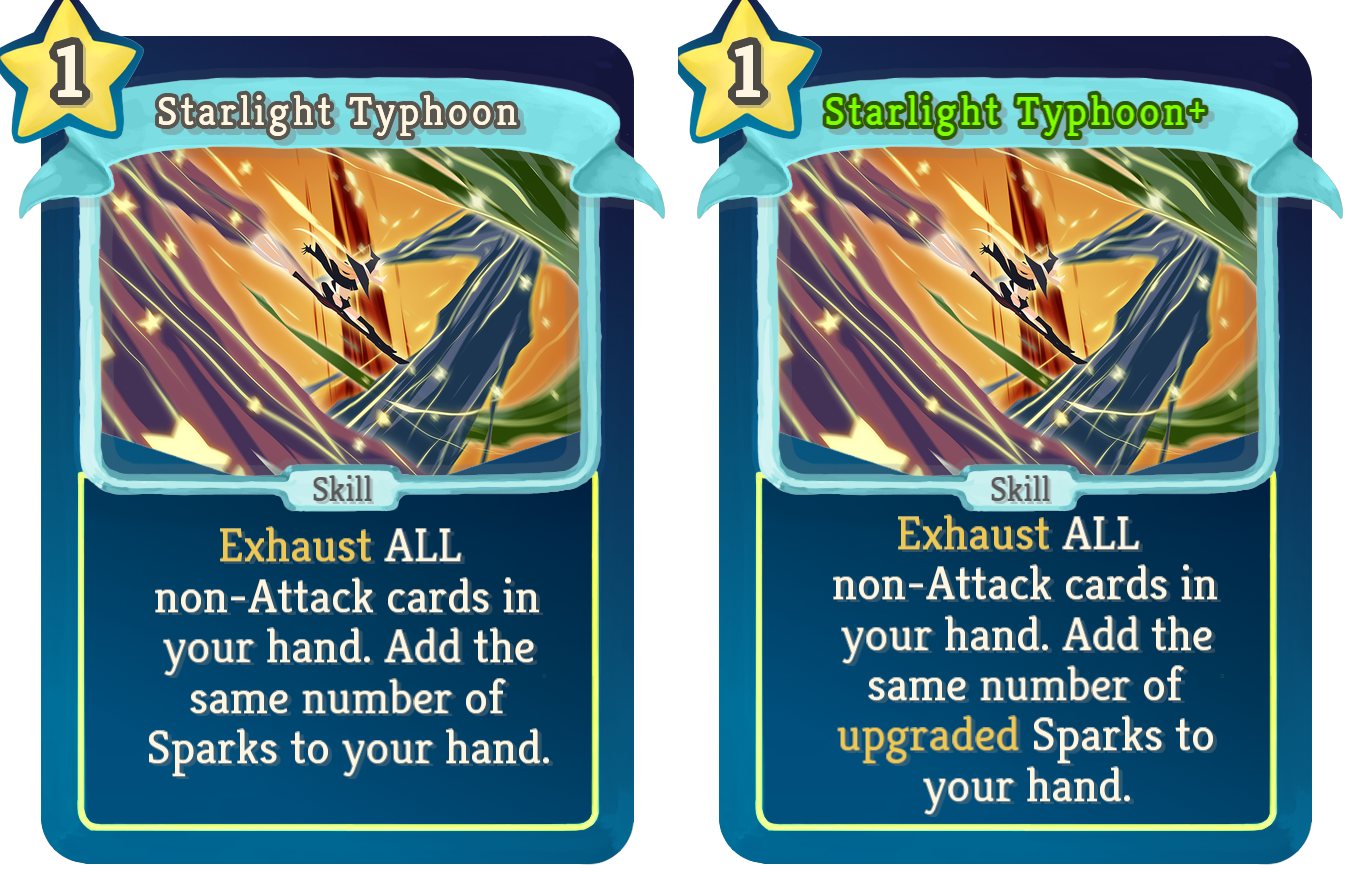 1
Starlight Typhoon
Skill
Exhaust ALL
non-Attack cards in
your hand. Add the
same number of
Sparks to your hand.
1
Starlight Typhoon+
Skill
Exhaust ALL
non-Attack cards in
your hand. Add the
same number of
upgraded Sparks to
your hand.